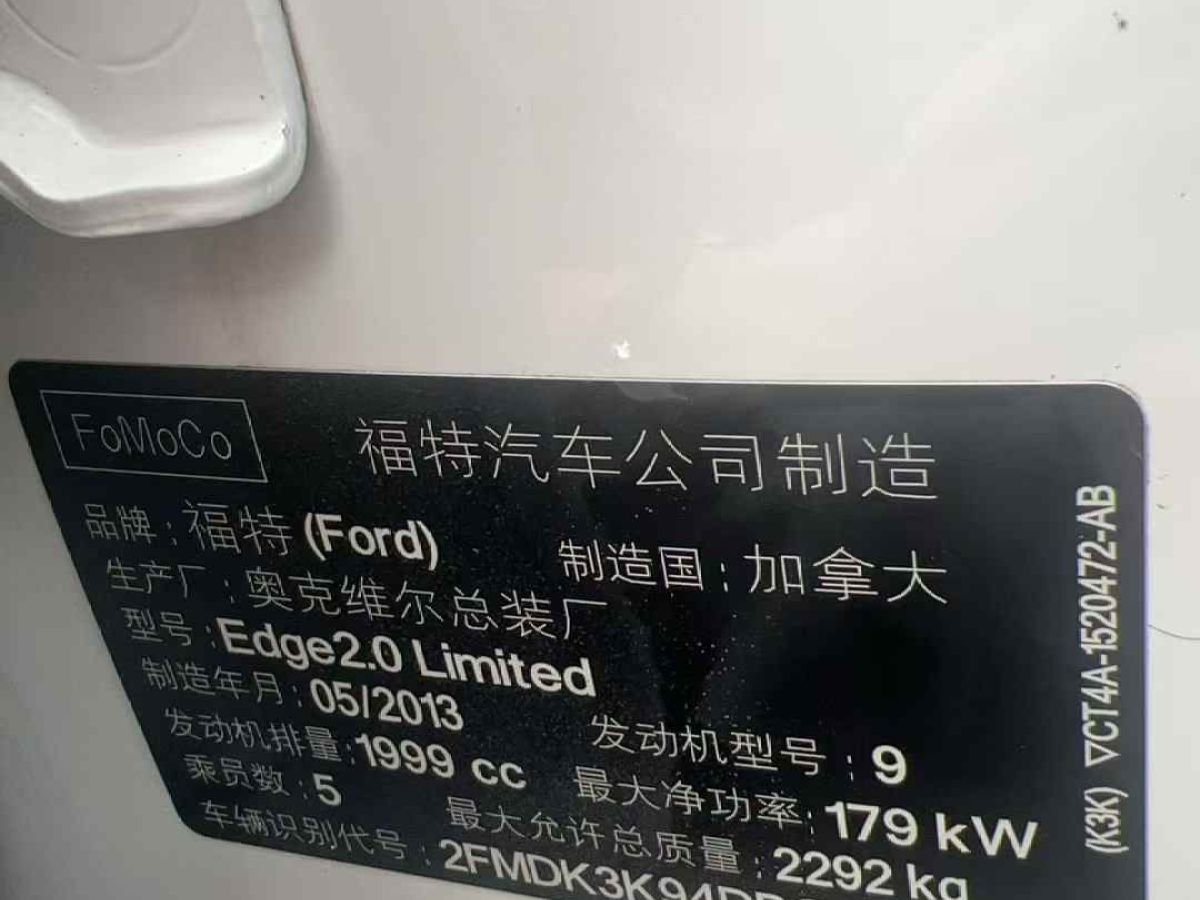 FoMoCo
福特汽车公司制造
品牌:福特(Ford) 制造国:加拿大
生产厂:奥克维尔总装厂
型号:Edge2.0 Limited
制造年月:05/2013 发动机型号:9
发动机排量:1999 cc 最大净功率:179 kW
乘员数:5 最大允许总质量:2292 kg
车辆识别代号:2FMDK3K94D
(K3K) ▽CT4A-1520472-AB